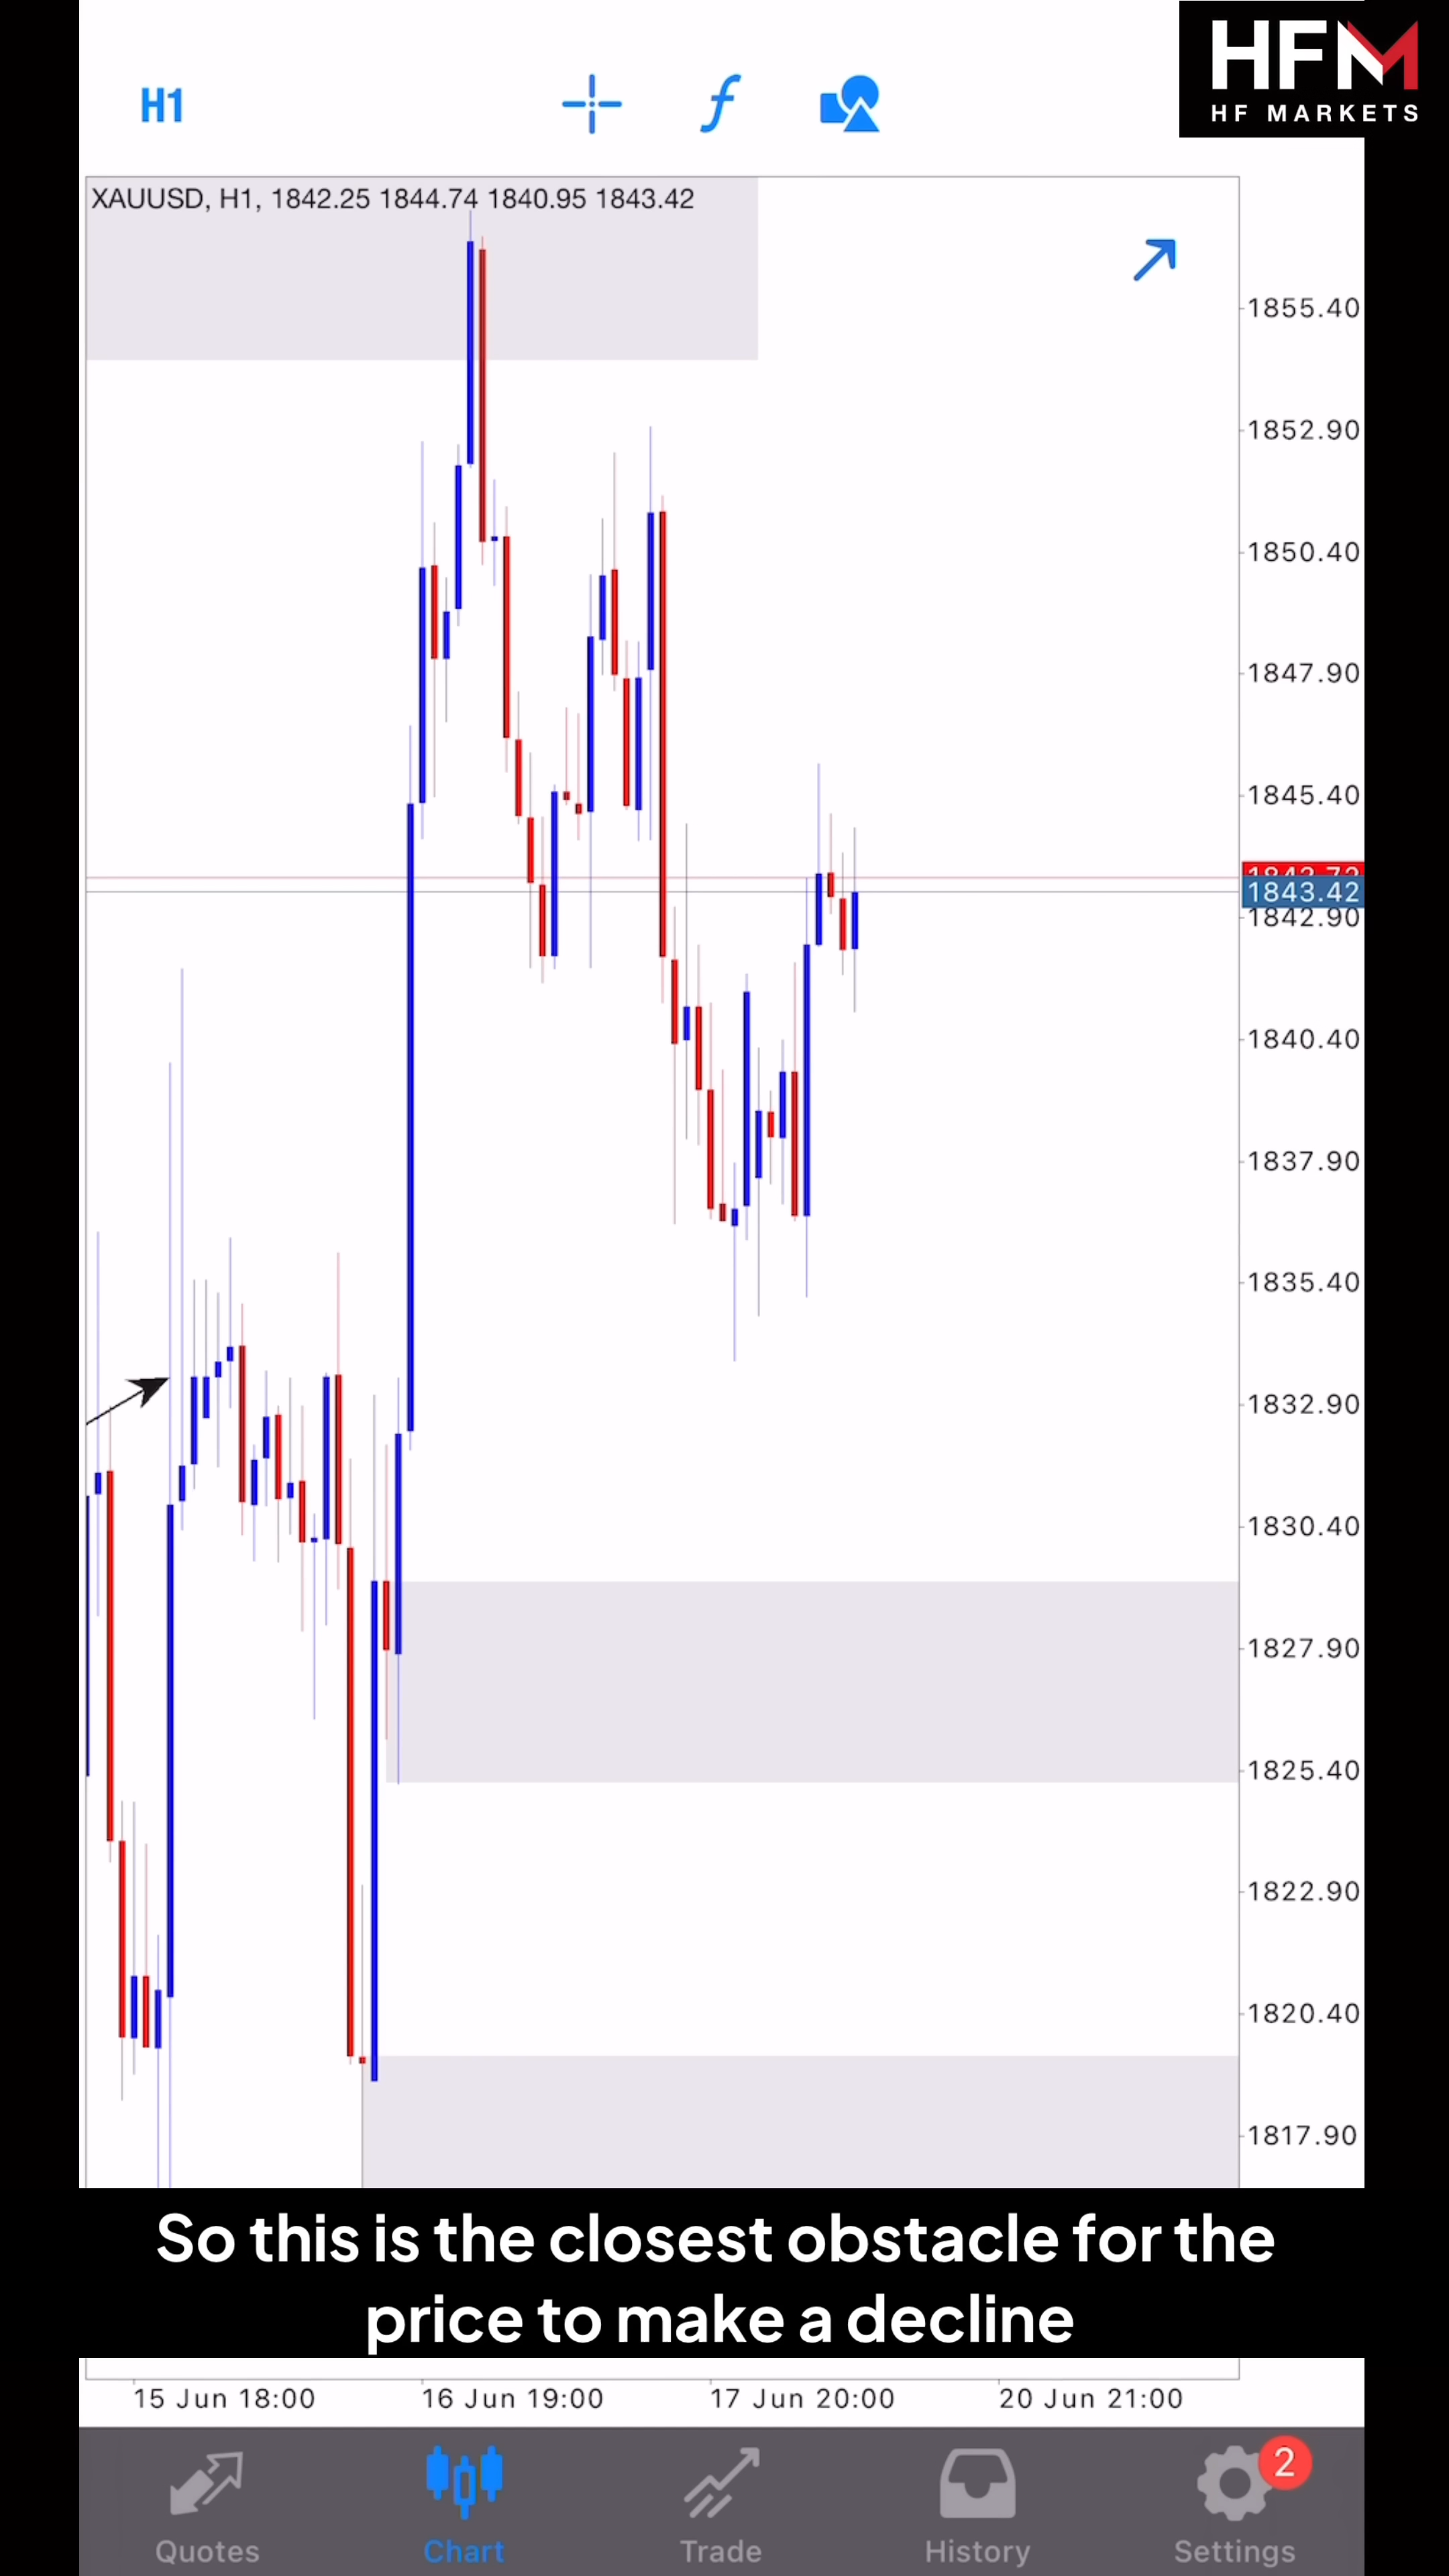 HFM
HF MARKETS
H1
XAUUSD, H1, 1842.25 1844.74 1840.95 1843.42
1855.40
1852.90
1850.40
1847.90
1845.40
1843.42
1842.90
1840.40
1837.90
1835.40
1832.90
1830.40
1827.90
1825.40
1822.90
1820.40
1817.90
So this is the closest obstacle for the
price to make a decline
15 Jun 18:00
16 Jun 19:00
17 Jun 20:00
20 Jun 21:00
2
Quotes
Chart
Trade
History
Settings